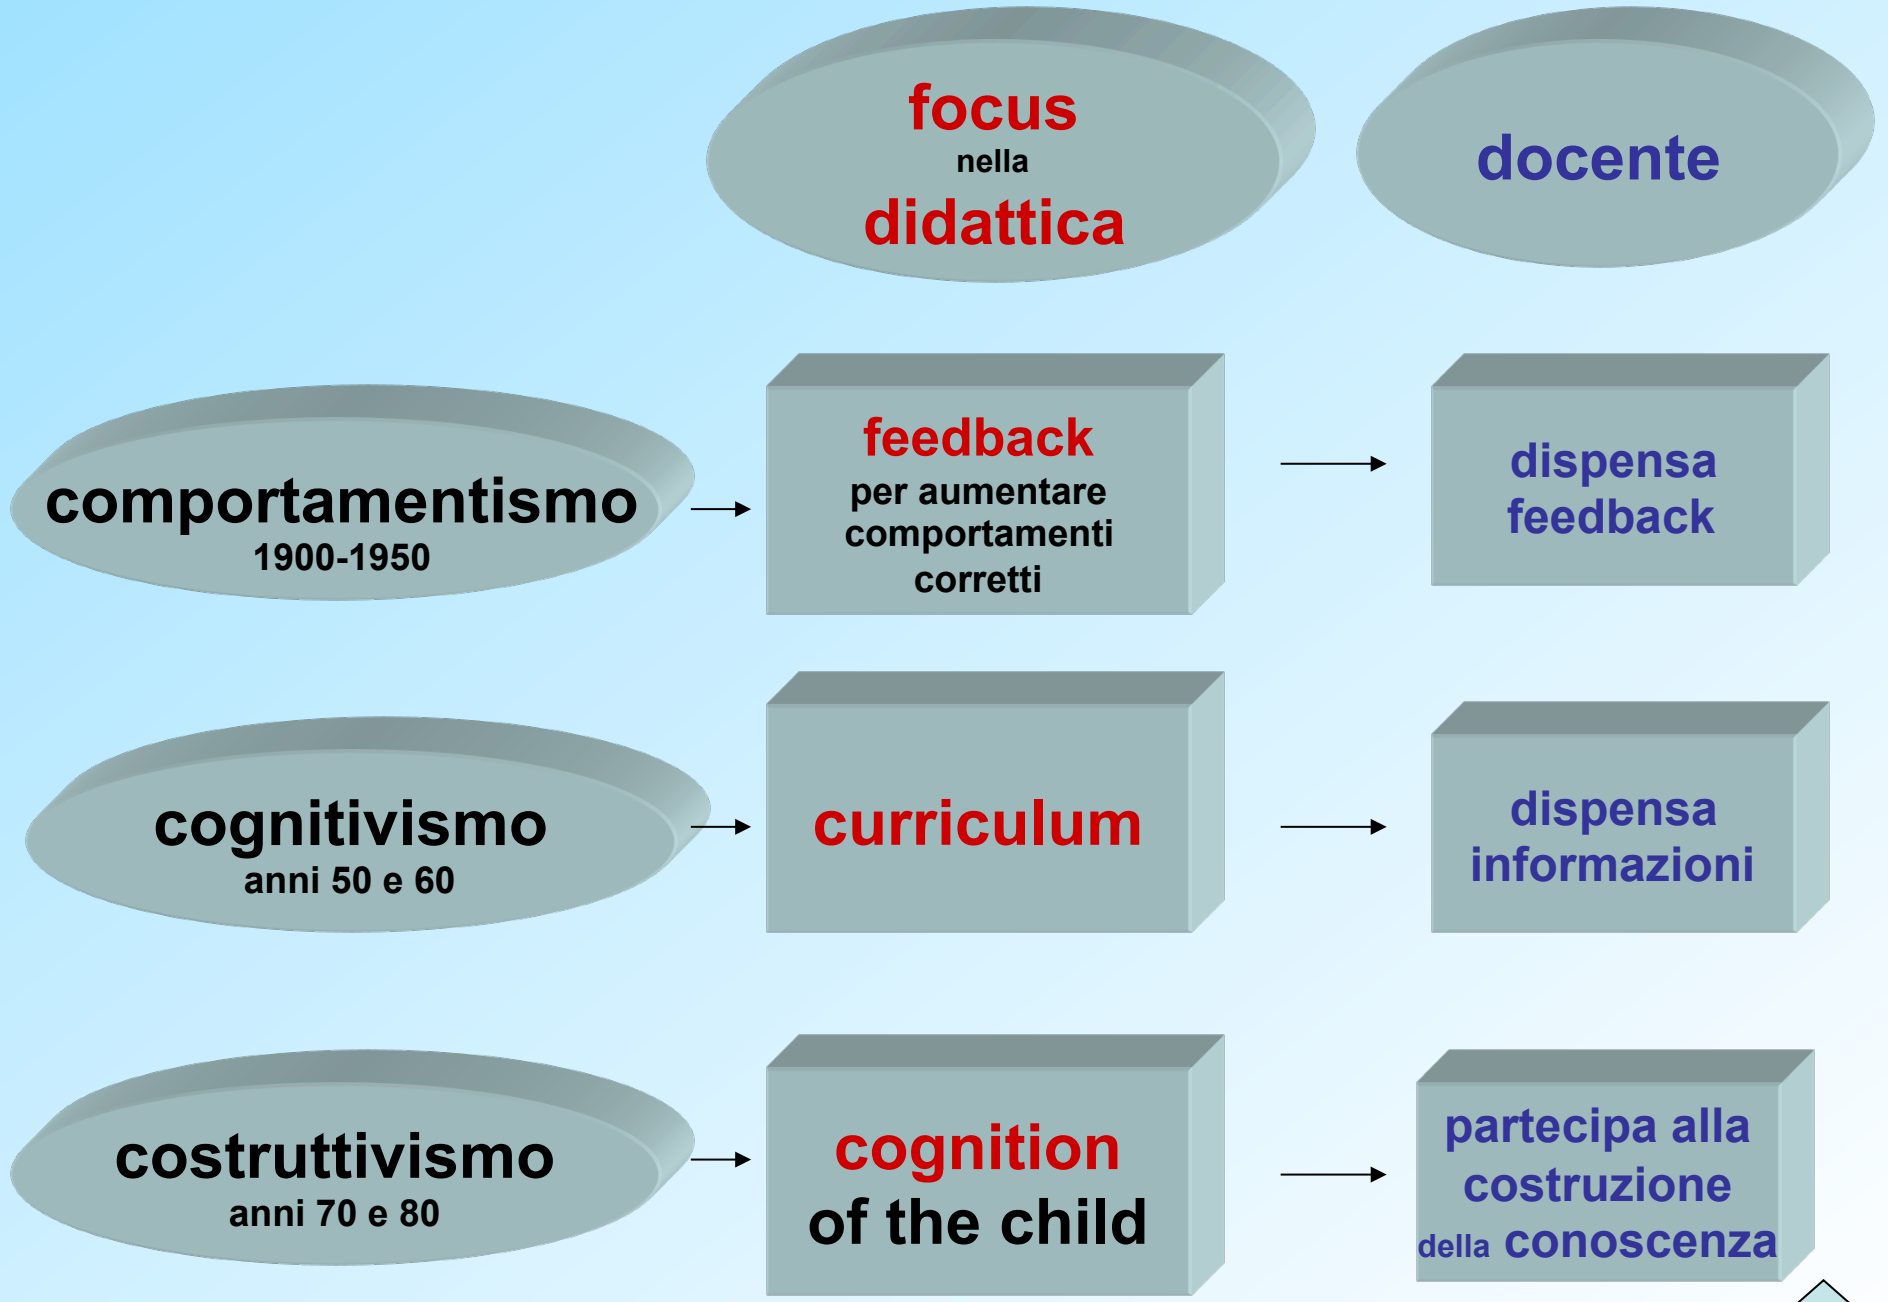 focus
nella
didattica
docente
comportamentismo
1900-1950
feedback
per aumentare
comportamenti
corretti
dispensa
feedback
cognitivismo
anni 50 e 60
curriculum
dispensa
informazioni
costruttivismo
anni 70 e 80
cognition
of the child
partecipa alla
costruzione
della conoscenza